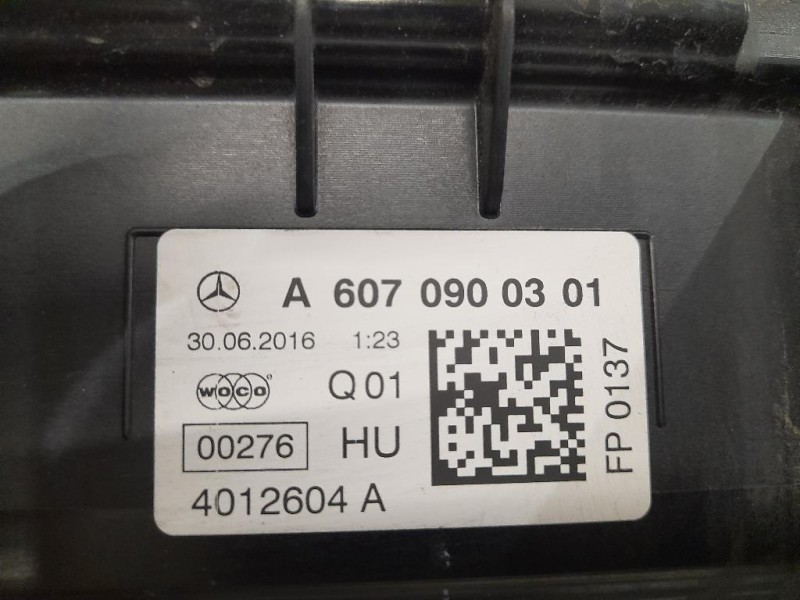 A 607 090 03 01
30.06.2016 1:23
WOCO® Q 01
00276 HU
4012604 A
FP 0137